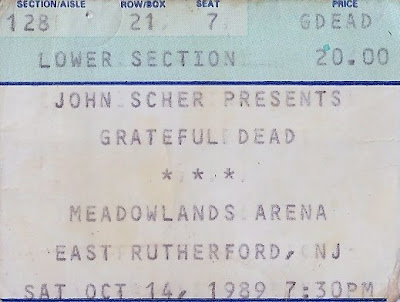 SECTION/AISLE ROW/BOX SEAT PRICE
128 21 7 GDEAD
LOWER SECTION 20.00
JOHN SCHER PRESENTS
GRATEFUL DEAD
* * *
MEADOWLANDS ARENA
EAST RUTHERFORD, NJ
SAT OCT 14, 1989 7:30PM